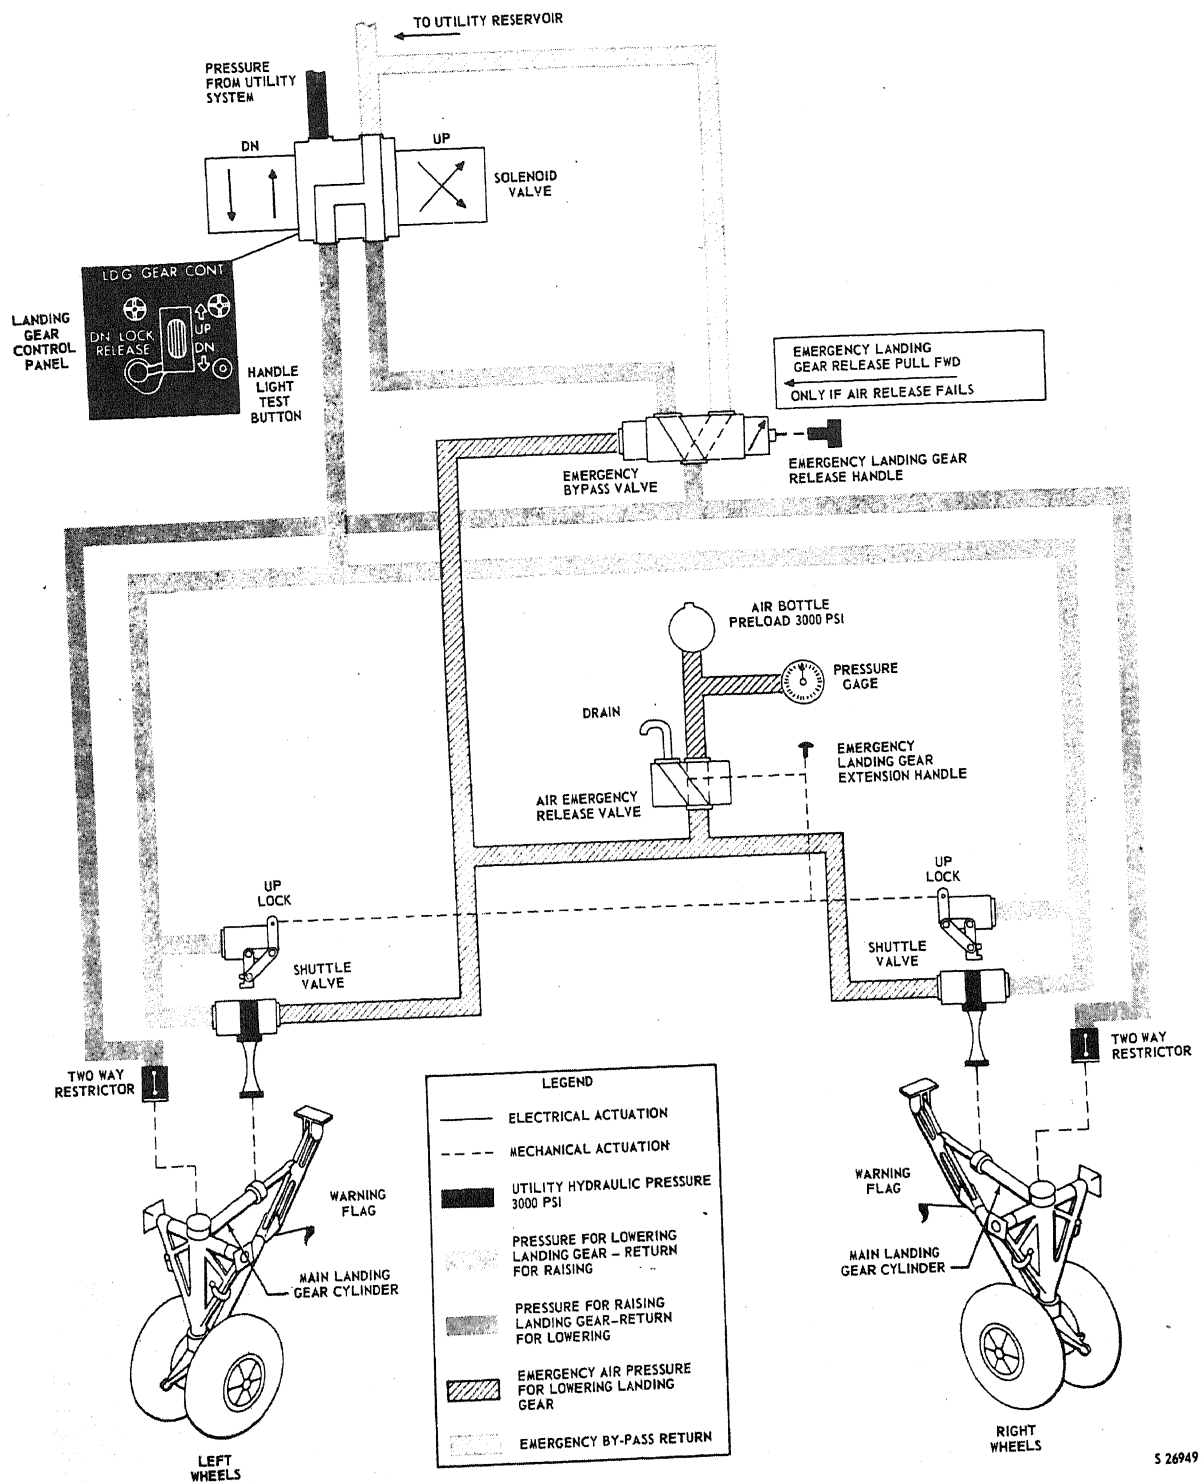 TO UTILITY RESERVOIR
PRESSURE
FROM UTILITY
SYSTEM
DN
UP
SOLENOID
VALVE
LDG GEAR CONT
UP
DN LOCK
RELEASE
DN
LANDING
GEAR
CONTROL
PANEL
HANDLE
LIGHT
TEST
BUTTON
EMERGENCY LANDING
GEAR RELEASE PULL FWD
ONLY IF AIR RELEASE FAILS
EMERGENCY
BYPASS VALVE
EMERGENCY LANDING GEAR
RELEASE HANDLE
AIR BOTTLE
PRELOAD 3000 PSI
PRESSURE
GAGE
DRAIN
EMERGENCY
LANDING GEAR
EXTENSION HANDLE
AIR EMERGENCY
RELEASE VALVE
UP
LOCK
UP
LOCK
SHUTTLE
VALVE
SHUTTLE
VALVE
TWO WAY
RESTRICTOR
TWO WAY
RESTRICTOR
LEGEND
ELECTRICAL ACTUATION
MECHANICAL ACTUATION
UTILITY HYDRAULIC PRESSURE
3000 PSI
PRESSURE FOR LOWERING
LANDING GEAR – RETURN
FOR RAISING
PRESSURE FOR RAISING
LANDING GEAR–RETURN
FOR LOWERING
EMERGENCY AIR PRESSURE
FOR LOWERING LANDING
GEAR
EMERGENCY BY-PASS RETURN
WARNING
FLAG
MAIN LANDING
GEAR CYLINDER
WARNING
FLAG
MAIN LANDING
GEAR CYLINDER
LEFT
WHEELS
RIGHT
WHEELS
S 26949